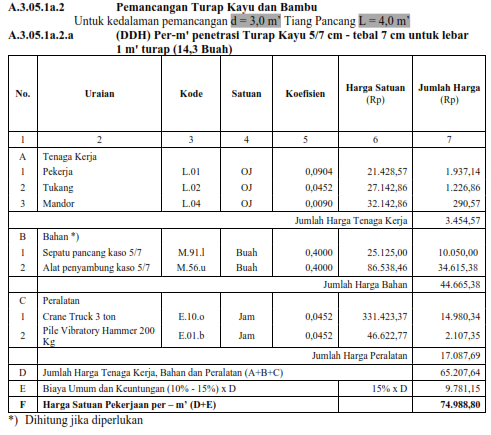 A.3.05.1a.2 Pemancangan Turap Kayu dan Bambu
Untuk kedalaman pemancangan d = 3,0 m' Tiang Pancang L = 4,0 m'
A.3.05.1a.2.a (DDH) Per-m' penetrasi Turap Kayu 5/7 cm - tebal 7 cm untuk lebar
1 m' turap (14,3 Buah)
No. Uraian Kode Satuan Koefisien Harga Satuan (Rp) Jumlah Harga (Rp)
1 2 3 4 5 6 7
A Tenaga Kerja
1 Pekerja L.01 OJ 0,0904 21.428,57 1.937,14
2 Tukang L.02 OJ 0,0452 27.142,86 1.226,86
3 Mandor L.04 OJ 0,0090 32.142,86 290,57
Jumlah Harga Tenaga Kerja 3.454,57
B Bahan *)
1 Sepatu pancang kaso 5/7 M.91.l Buah 0,4000 25.125,00 10.050,00
2 Alat penyambung kaso 5/7 M.56.u Buah 0,4000 86.538,46 34.615,38
Jumlah Harga Bahan 44.665,38
C Peralatan
1 Crane Truck 3 ton E.10.o Jam 0,0452 331.423,37 14.980,34
2 Pile Vibratory Hammer 200 Kg E.01.b Jam 0,0452 46.622,77 2.107,35
Jumlah Harga Peralatan 17.087,69
D Jumlah Harga Tenaga Kerja, Bahan dan Peralatan (A+B+C) 65.207,64
E Biaya Umum dan Keuntungan (10% - 15%) x D 15% x D 9.781,15
F Harga Satuan Pekerjaan per – m' (D+E) 74.988,80
*) Dihitung jika diperlukan